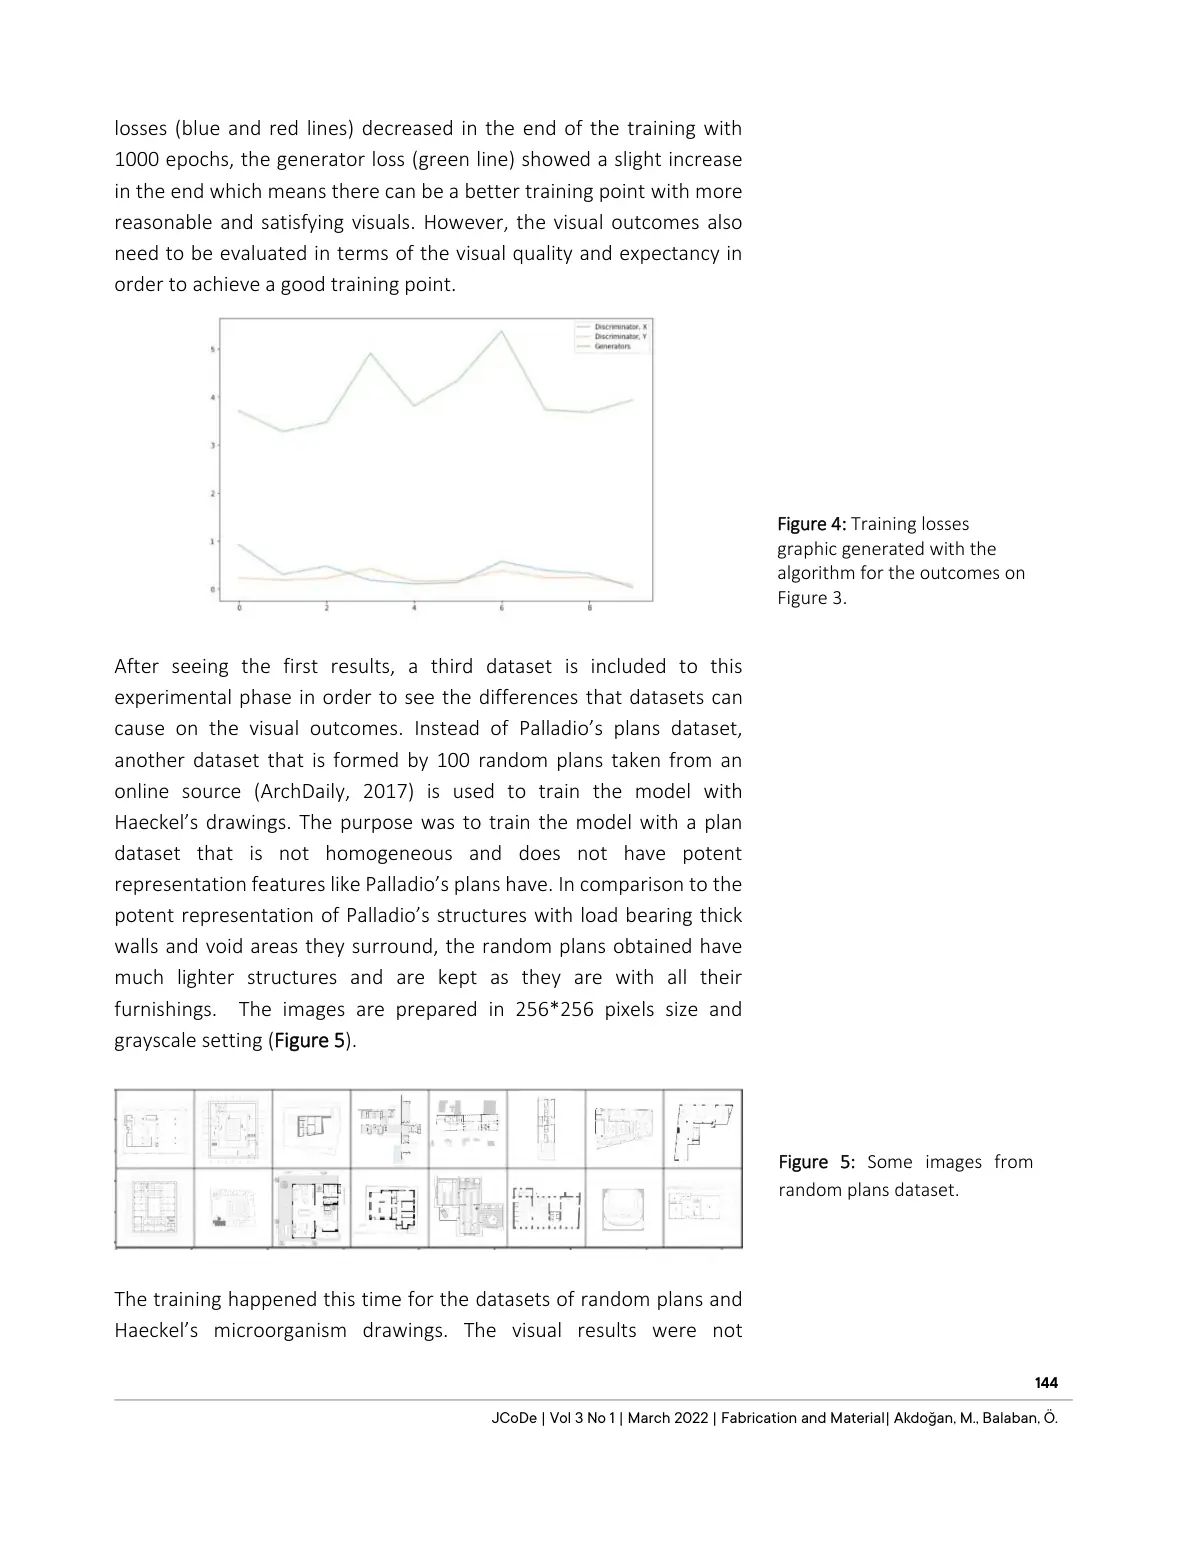 losses (blue and red lines) decreased in the end of the training with
1000 epochs, the generator loss (green line) showed a slight increase
in the end which means there can be a better training point with more
reasonable and satisfying visuals. However, the visual outcomes also
need to be evaluated in terms of the visual quality and expectancy in
order to achieve a good training point.
Discriminator, X
Discriminator, Y
Generators
5
4
3
2
1
0
0 2 4 6 8
Figure 4: Training losses
graphic generated with the
algorithm for the outcomes on
Figure 3.
After seeing the first results, a third dataset is included to this
experimental phase in order to see the differences that datasets can
cause on the visual outcomes. Instead of Palladio’s plans dataset,
another dataset that is formed by 100 random plans taken from an
online source (ArchDaily, 2017) is used to train the model with
Haeckel’s drawings. The purpose was to train the model with a plan
dataset that is not homogeneous and does not have potent
representation features like Palladio’s plans have. In comparison to the
potent representation of Palladio’s structures with load bearing thick
walls and void areas they surround, the random plans obtained have
much lighter structures and are kept as they are with all their
furnishings. The images are prepared in 256*256 pixels size and
grayscale setting (Figure 5).
Figure 5: Some images from
random plans dataset.
The training happened this time for the datasets of random plans and
Haeckel’s microorganism drawings. The visual results were not
144
JCoDe | Vol 3 No 1 | March 2022 | Fabrication and Material| Akdoğan, M., Balaban, Ö.